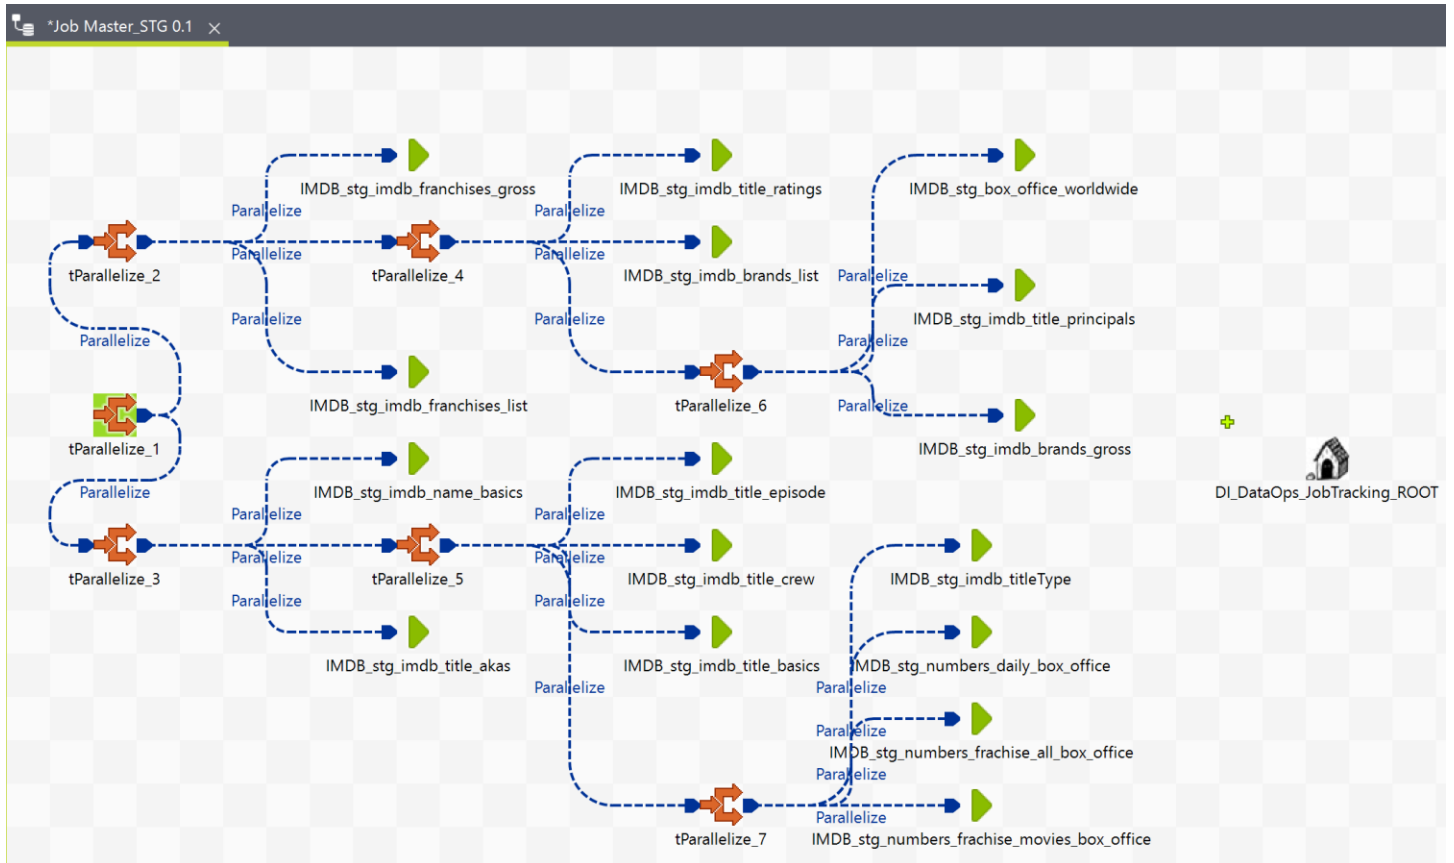 *Job Master_STG 0.1
IMDB_stg_imdb_franchises_gross
IMDB_stg_imdb_title_ratings
IMDB_stg_box_office_worldwide
Parallelize
Parallelize
tParallelize_2
Parallelize
tParallelize_4
Parallelize
IMDB_stg_imdb_brands_list
Parallelize
Parallelize
Parallelize
IMDB_stg_imdb_title_principals
Parallelize
Parallelize
IMDB_stg_imdb_franchises_list
tParallelize_6
Parallelize
tParallelize_1
IMDB_stg_imdb_brands_gross
Parallelize
IMDB_stg_imdb_name_basics
IMDB_stg_imdb_title_episode
DI_DataOps_JobTracking_ROOT
Parallelize
Parallelize
tParallelize_3
Parallelize
tParallelize_5
Parallelize
IMDB_stg_imdb_title_crew
IMDB_stg_imdb_titleType
Parallelize
Parallelize
IMDB_stg_imdb_title_akas
IMDB_stg_imdb_title_basics
IMDB_stg_numbers_daily_box_office
Parallelize
Parallelize
Parallelize
IMDB_stg_numbers_frachise_all_box_office
Parallelize
Parallelize
tParallelize_7
IMDB_stg_numbers_frachise_movies_box_office